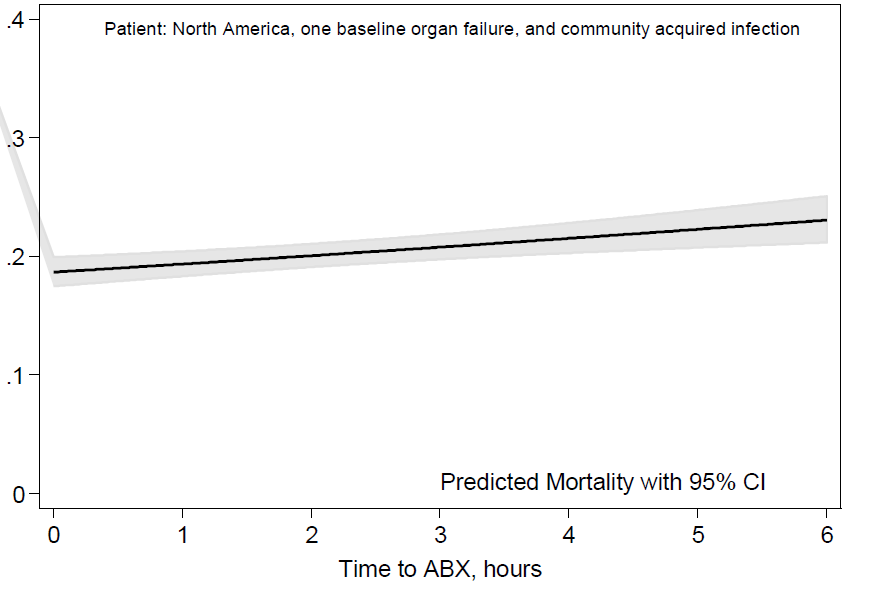 Patient: North America, one baseline organ failure, and community acquired infection
.4
.3
.2
.1
0
Predicted Mortality with 95% CI
0 1 2 3 4 5 6
Time to ABX, hours